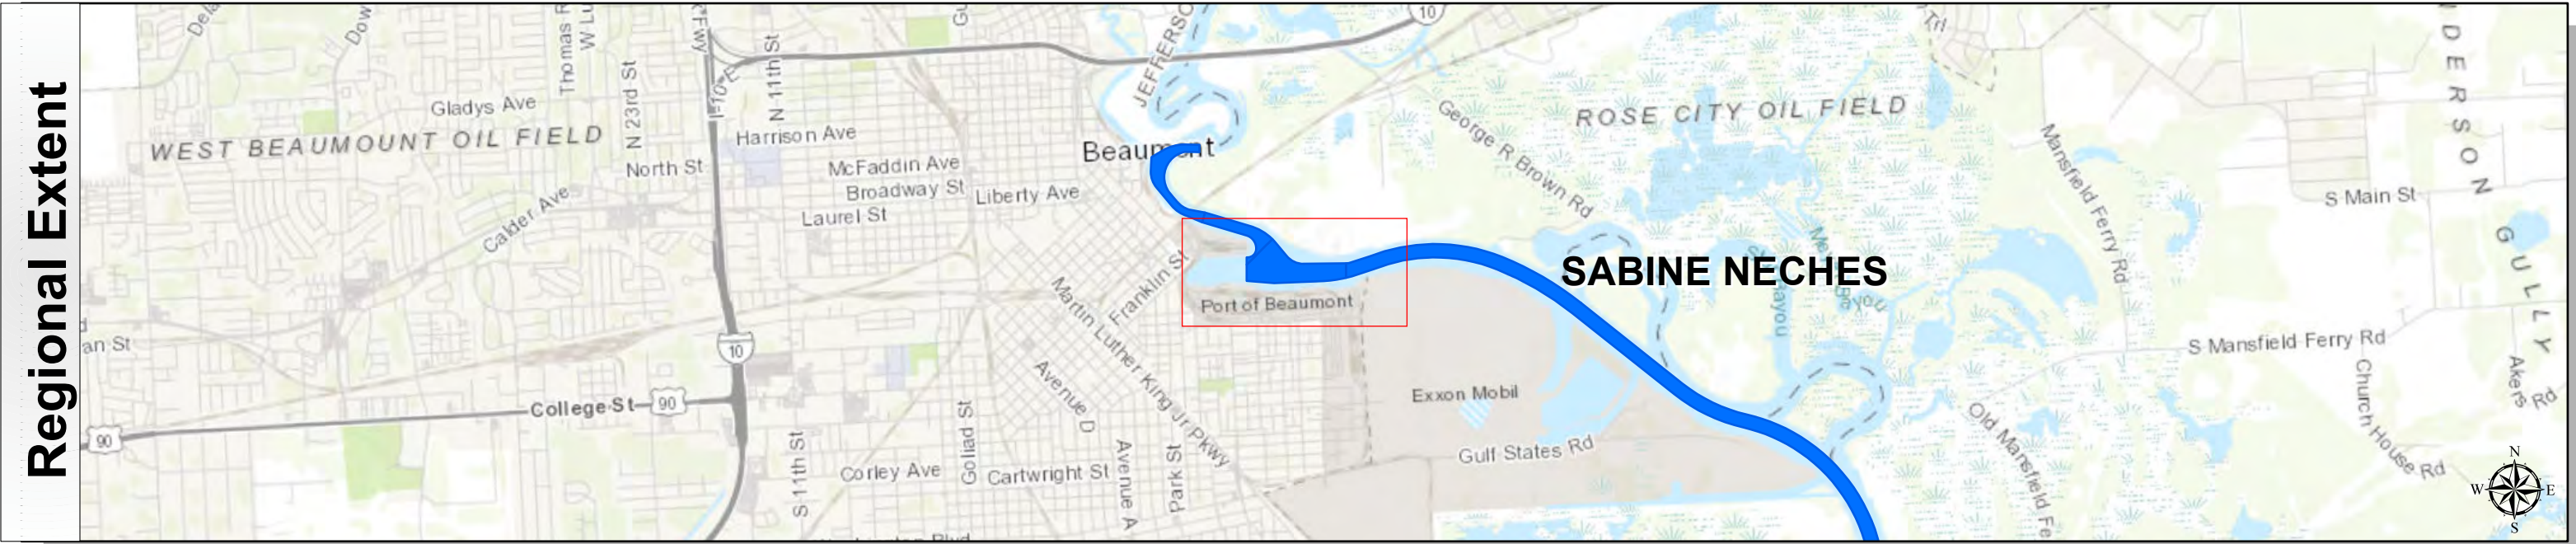 Regional Extent
Gladys Ave
WEST BEAUMOUNT OIL FIELD
N 23rd St
North St
Calder Ave
I-10 E
N 11th St
Harrison Ave
McFaddin Ave
Broadway St
Laurel St
Liberty Ave
Beaumont
10
George R Brown Rd
ROSE CITY OIL FIELD
Mansfield Ferry Rd
S Main St
GULLY
SABINE NECHES
Franklin St
Port of Beaumont
Martin Luther King Jr Pkwy
an St
10
College St
90
90
Avenue D
Exxon Mobil
Gulf States Rd
S Mansfield Ferry Rd
Church House Rd
Akers Rd
Old Mansfield Fe
S 11th St
Corley Ave
Goliad St
Cartwright St
Avenue A
Park St
N
W
E
S